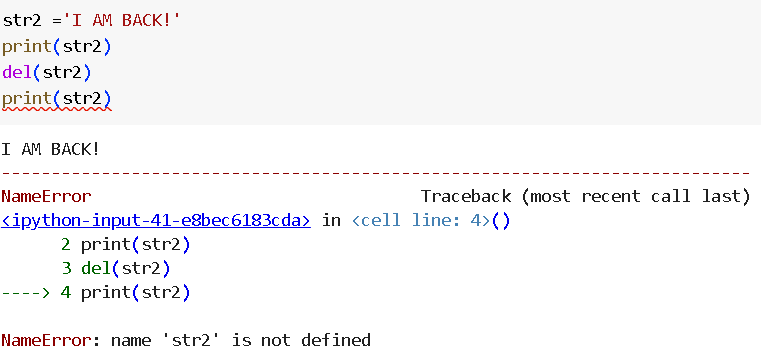 str2 ='I AM BACK!'
print(str2)
del(str2)
print(str2)
I AM BACK!
---------------------------------------------------------------------------
NameError                                 Traceback (most recent call last)
<ipython-input-41-e8bec6183cda> in <cell line: 4>()
      2 print(str2)
      3 del(str2)
----> 4 print(str2)
NameError: name 'str2' is not defined